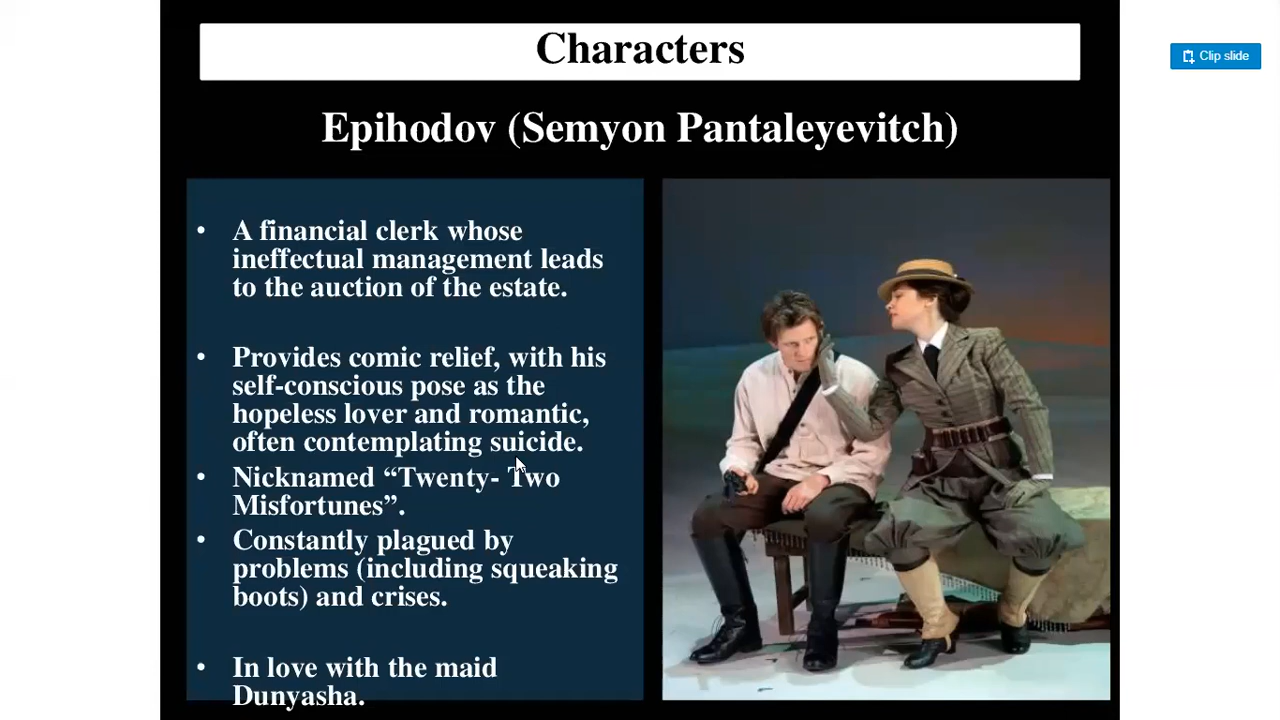 Characters
Clip slide
Epihodov (Semyon Pantaleyevitch)
• A financial clerk whose
ineffectual management leads
to the auction of the estate.
• Provides comic relief, with his
self-conscious pose as the
hopeless lover and romantic,
often contemplating suicide.
• Nicknamed “Twenty- Two
Misfortunes”.
• Constantly plagued by
problems (including squeaking
boots) and crises.
• In love with the maid
Dunyasha.